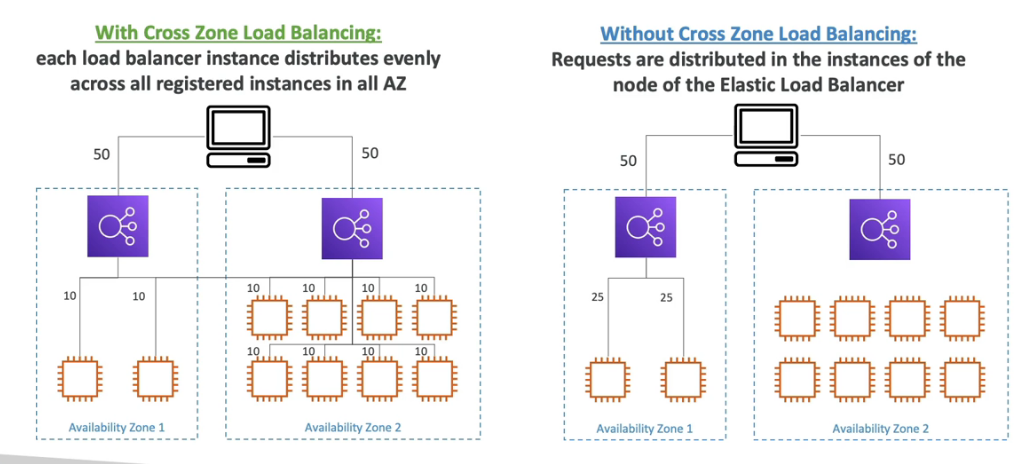 With Cross Zone Load Balancing:
each load balancer instance distributes evenly
across all registered instances in all AZ
50
50
10
10
10
10
10
10
10
10
10
10
Availability Zone 1
Availability Zone 2
Without Cross Zone Load Balancing:
Requests are distributed in the instances of the
node of the Elastic Load Balancer
50
50
25
25
Availability Zone 1
Availability Zone 2